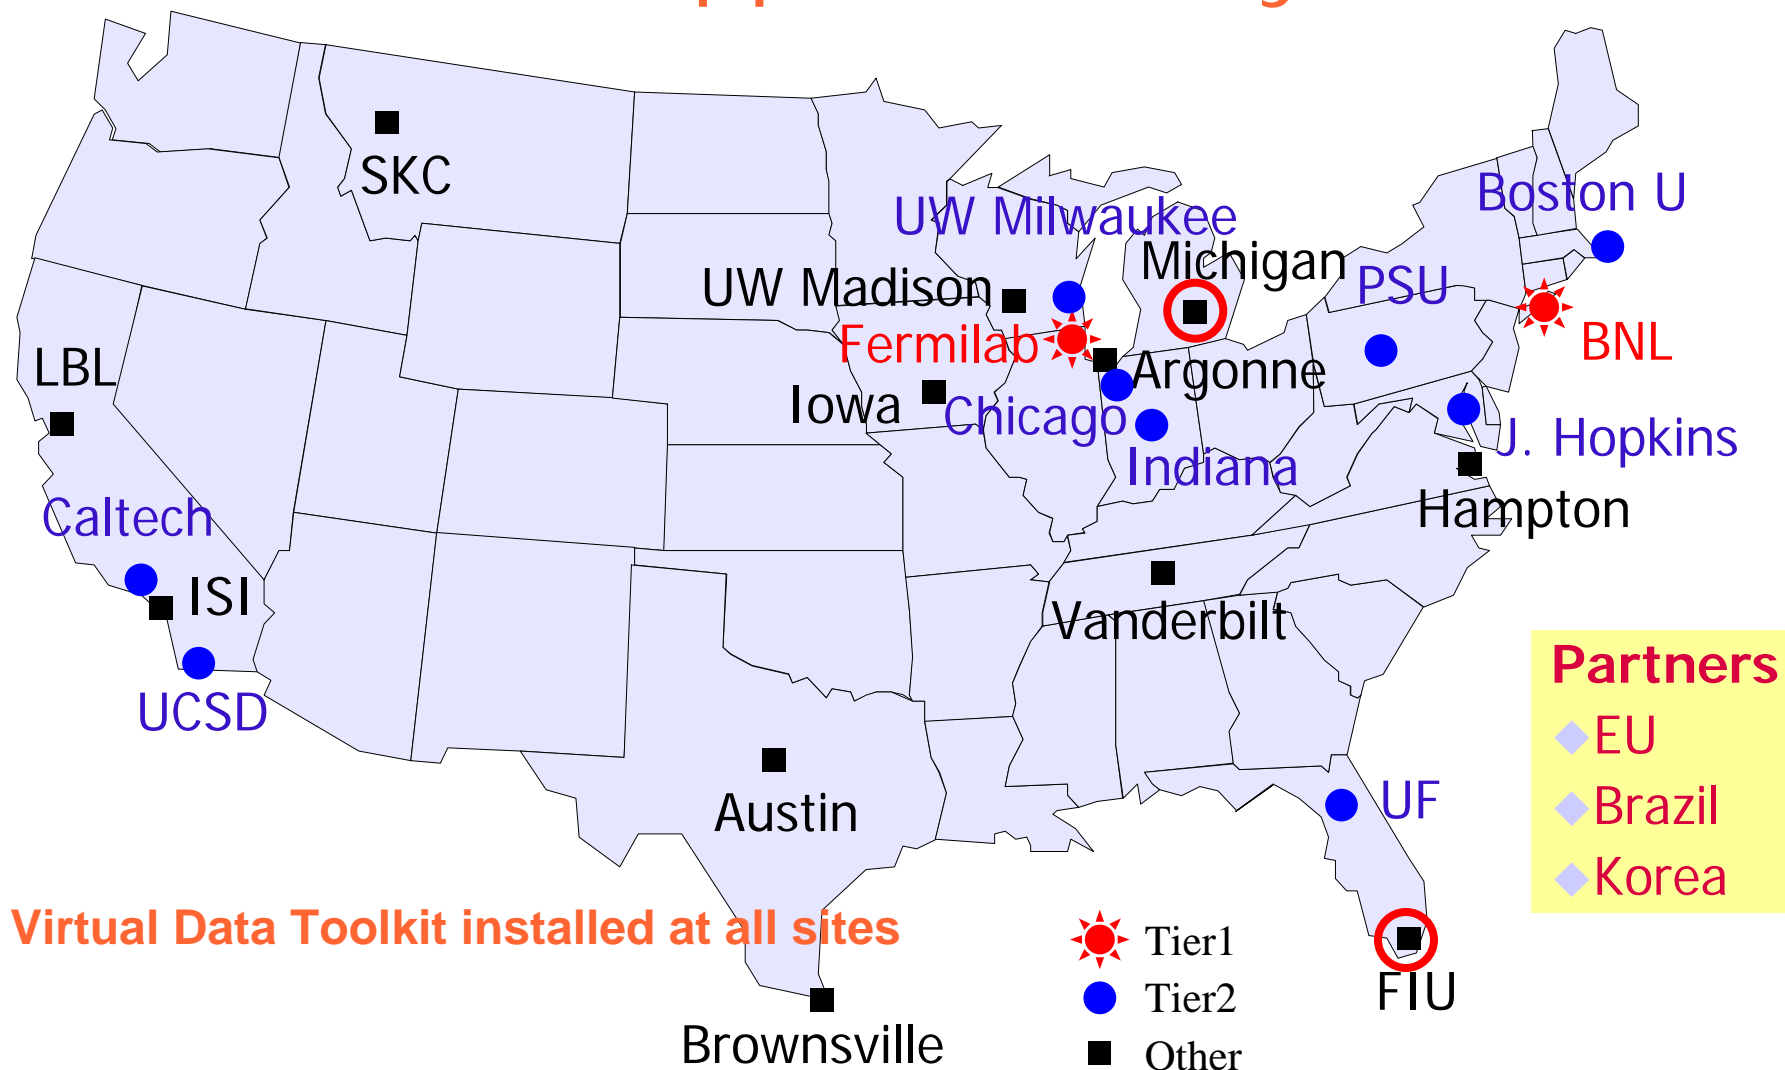 SKC
Boston U
UW Milwaukee
Michigan
UW Madison
PSU
Fermilab
BNL
LBL
Argonne
Iowa
Chicago
J. Hopkins
Indiana
Caltech
Hampton
ISI
Vanderbilt
UCSD
Partners
EU
Brazil
Korea
Austin
UF
Virtual Data Toolkit installed at all sites
FIU
Brownsville
Tier1
Tier2
Other